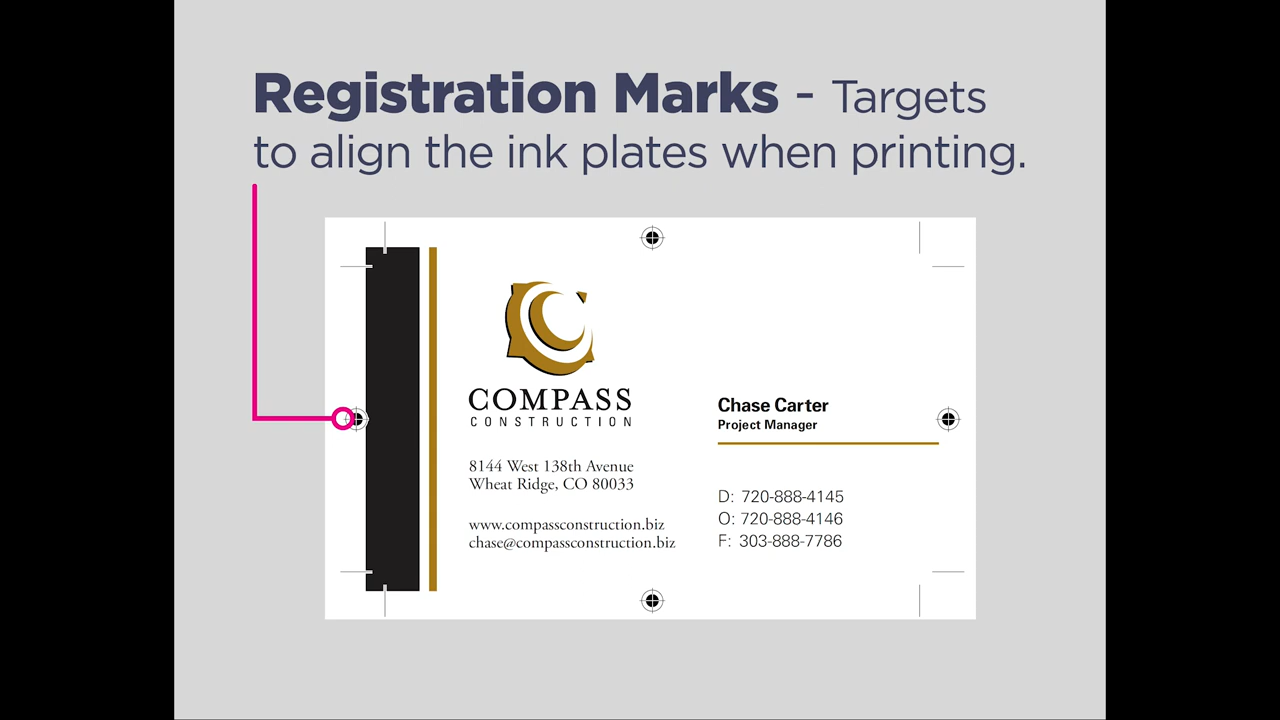 Registration Marks - Targets
to align the ink plates when printing.
COMPASS
CONSTRUCTION
8144 West 138th Avenue
Wheat Ridge, CO 80033
www.compassconstruction.biz
chase@compassconstruction.biz
Chase Carter
Project Manager
D: 720-888-4145
O: 720-888-4146
F: 303-888-7786